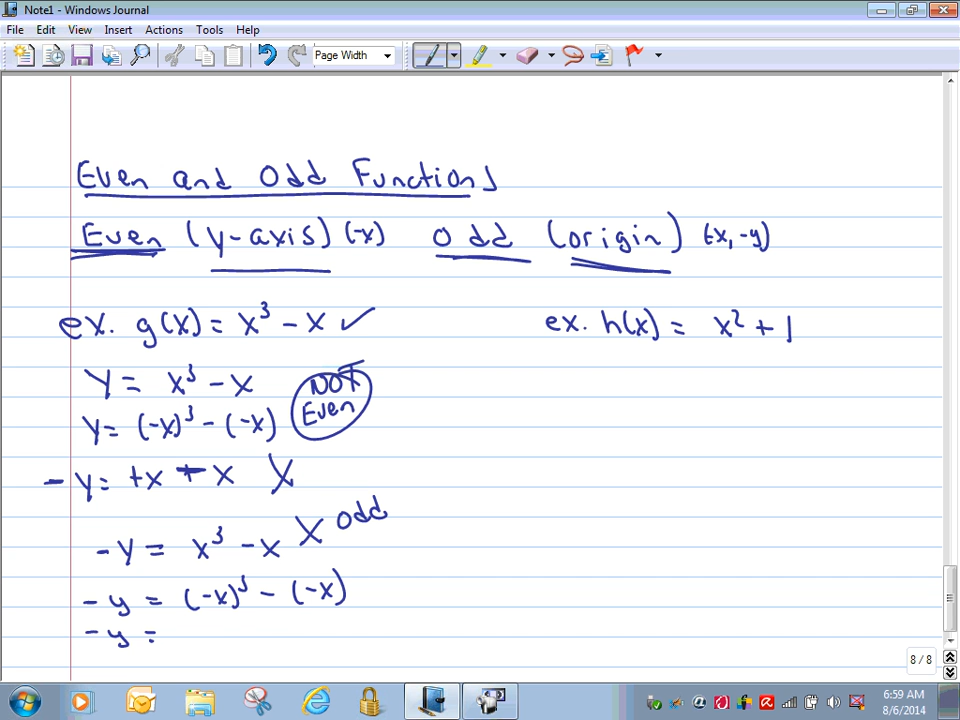 Note1 - Windows Journal
File Edit View Insert Actions Tools Help
Page Width
Even and Odd Functions
Even (y-axis) (-x) Odd (origin) (-x, -y)
ex. g(x) = x³ - x ✓ ex. h(x) = x² + 1
y = x³ - x NOT
Even
y = (-x)³ - (-x)
- y = +x + x X
odd
-y = x³ - x X
- y = (-x)³ - (-x)
- y =
8 / 8
6:59 AM
8/6/2014